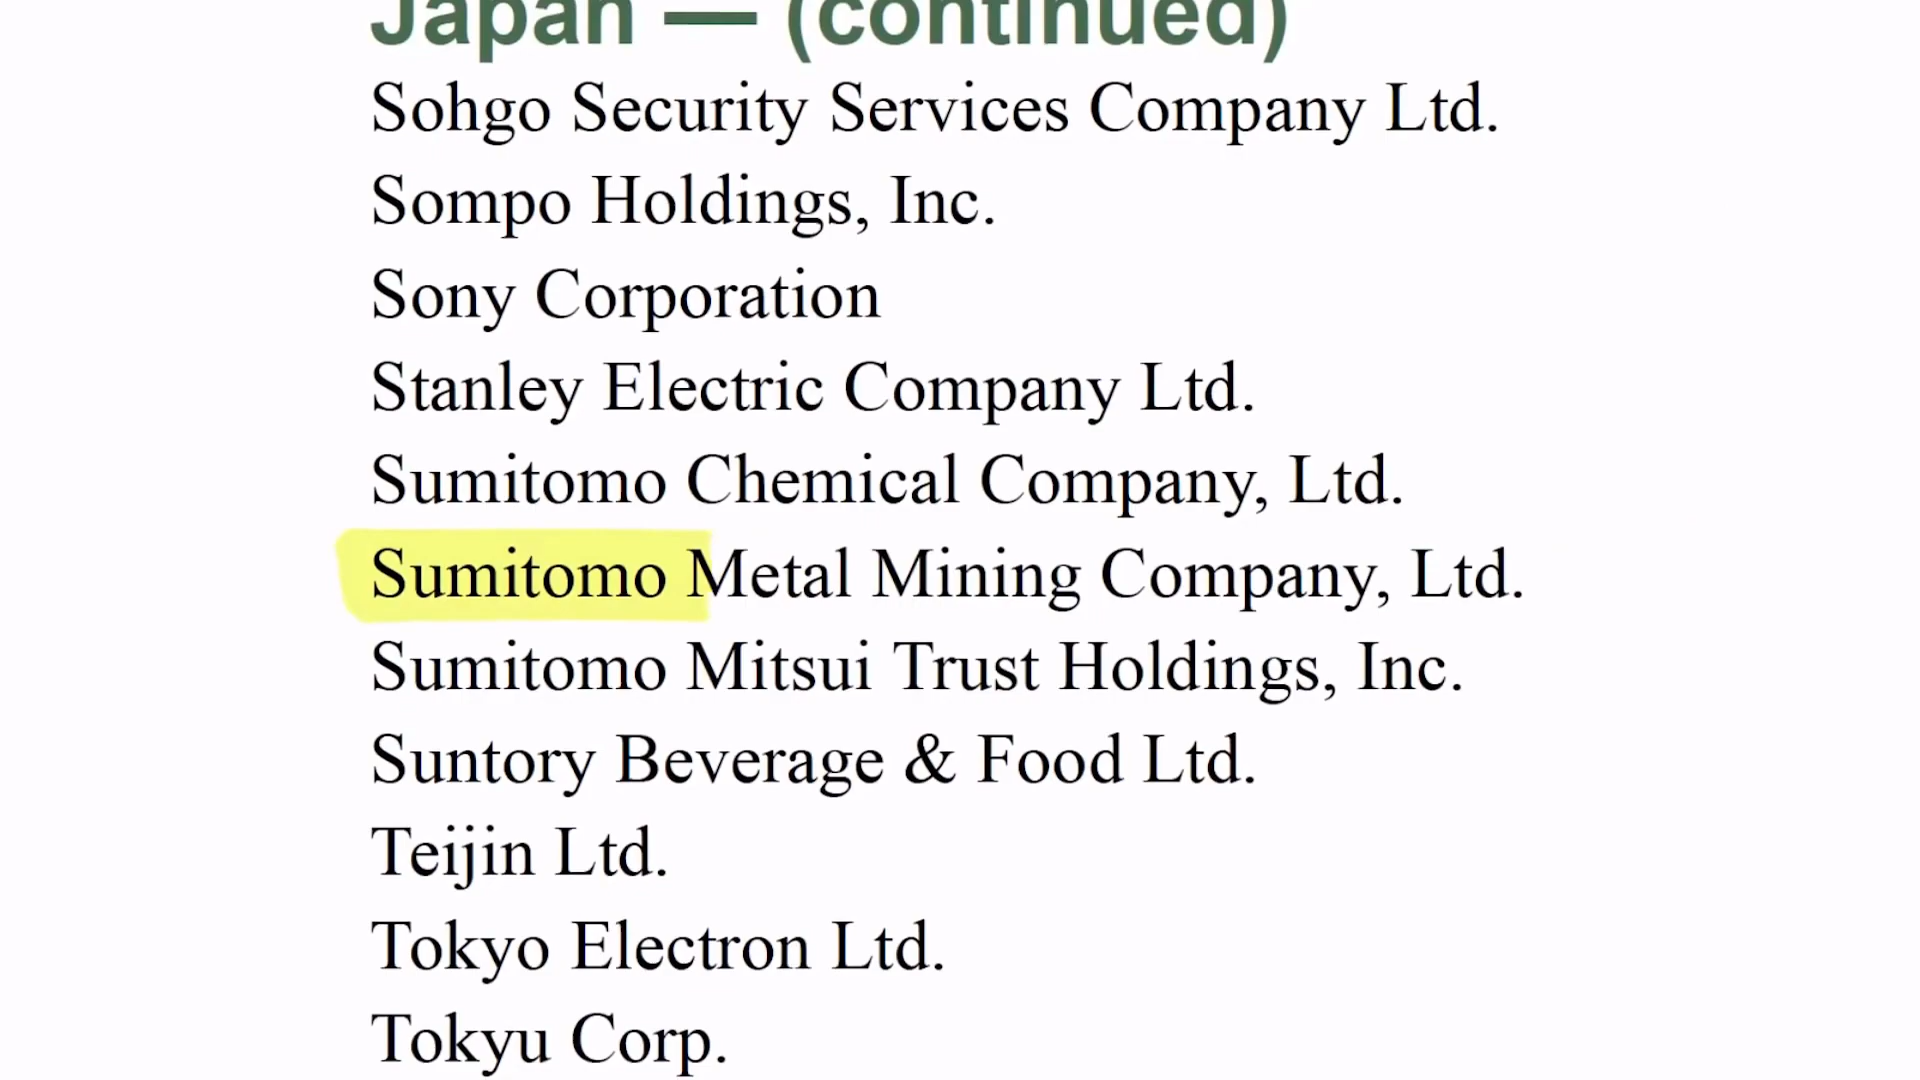 Japan — (continued)
Sohgo Security Services Company Ltd.
Sompo Holdings, Inc.
Sony Corporation
Stanley Electric Company Ltd.
Sumitomo Chemical Company, Ltd.
Sumitomo Metal Mining Company, Ltd.
Sumitomo Mitsui Trust Holdings, Inc.
Suntory Beverage & Food Ltd.
Teijin Ltd.
Tokyo Electron Ltd.
Tokyu Corp.